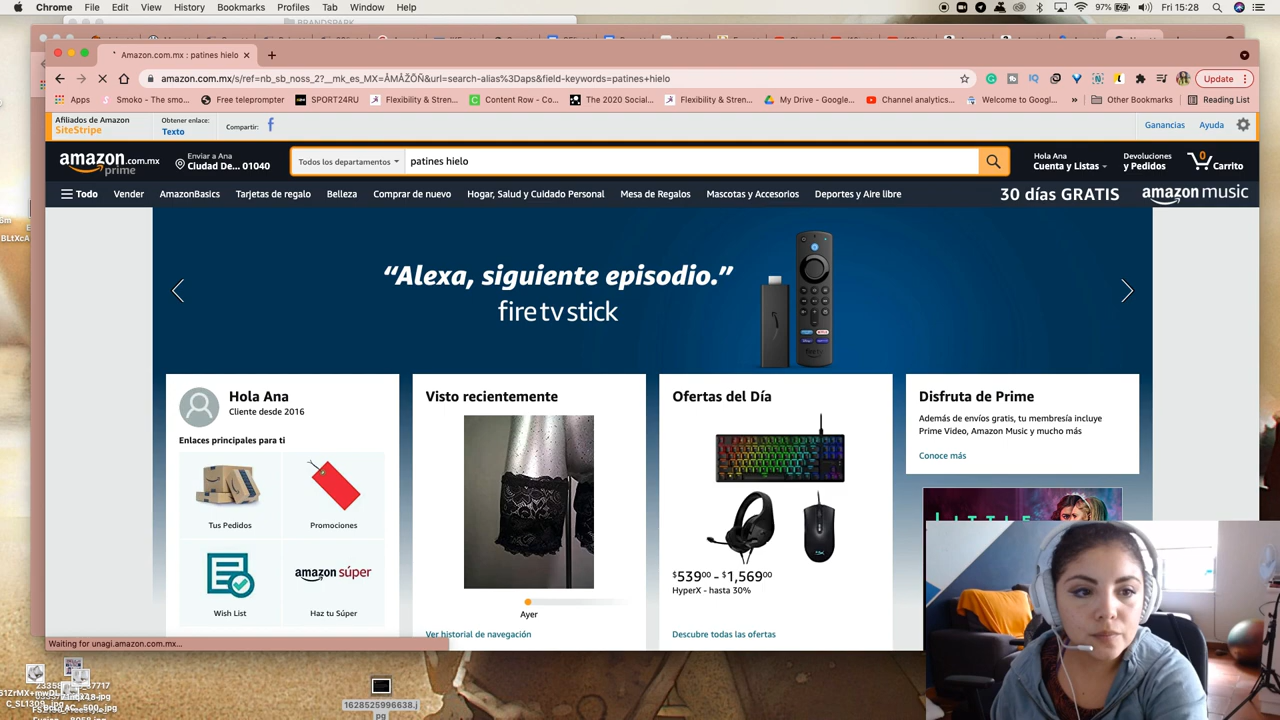 Chrome File Edit View History Bookmarks Profiles Tab Window Help
97% Fri 15:28
BRANDSPARK
Amazon.com.mx : patines hielo
amazon.com.mx/s/ref=nb_sb_noss_2?__mk_es_MX=ÅMÅŽÕÑ&url=search-alias%3Daps&field-keywords=patines+hielo
Update
Apps Smoko - The smo... Free teleprompter SPORT24RU Flexibility & Stren... Content Row - Co... The 2020 Social... Flexibility & Stren... My Drive - Google... Channel analytics... Welcome to Googl... » Other Bookmarks Reading List
Afiliados de Amazon
SiteStripe
Obtener enlace:
Texto
Compartir:
Ganancias Ayuda
amazon.com.mx
prime
Enviar a Ana
Ciudad De... 01040
Todos los departamentos
patines hielo
Hola Ana
Cuenta y Listas
Devoluciones
y Pedidos
0
Carrito
Todo Vender AmazonBasics Tarjetas de regalo Belleza Comprar de nuevo Hogar, Salud y Cuidado Personal Mesa de Regalos Mascotas y Accesorios Deportes y Aire libre
30 días GRATIS amazon music
“Alexa, siguiente episodio.”
fire tv stick
Hola Ana
Cliente desde 2016
Enlaces principales para ti
Tus Pedidos
Promociones
Wish List
amazon súper
Haz tu Súper
Visto recientemente
Ayer
Ver historial de navegación
Ofertas del Día
$539⁰⁰ - $1,569⁰⁰
HyperX - hasta 30%
Descubre todas las ofertas
Disfruta de Prime
Además de envíos gratis, tu membresía incluye
Prime Video, Amazon Music y mucho más
Conoce más
LITTLE
Waiting for unagi.amazon.com.mx...
1628525996638.j
pg